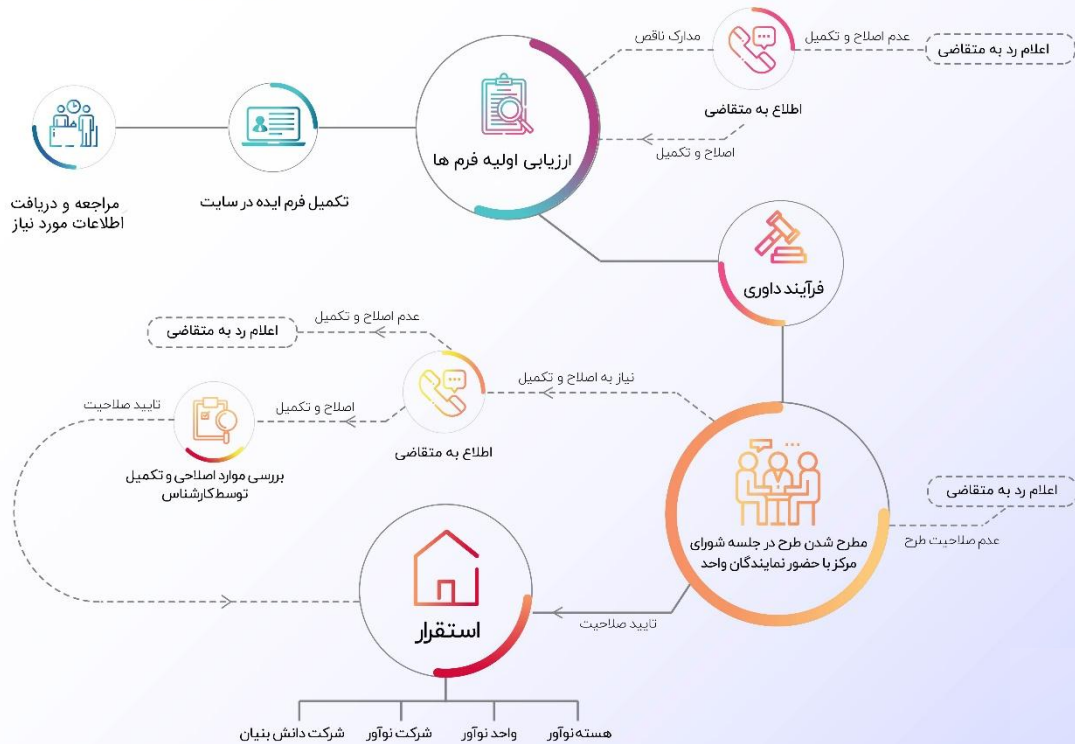 مدارک ناقص
عدم اصلاح و تکمیل
اعلام رد به متقاضی
اطلاع به متقاضی
اصلاح و تکمیل
ارزیابی اولیه فرم ها
تکمیل فرم ایده در سایت
مراجعه و دریافت
اطلاعات مورد نیاز
فرآیند داوری
عدم اصلاح و تکمیل
اعلام رد به متقاضی
نیاز به اصلاح و تکمیل
اصلاح و تکمیل
تایید صلاحیت
اطلاع به متقاضی
بررسی موارد اصلاحی و تکمیل
توسط کارشناس
اعلام رد به متقاضی
عدم صلاحیت طرح
مطرح شدن طرح در جلسه شورای
مرکز با حضور نمایندگان واحد
تایید صلاحیت
استقرار
هسته نوآور
واحد نوآور
شرکت نوآور
شرکت دانش بنیان